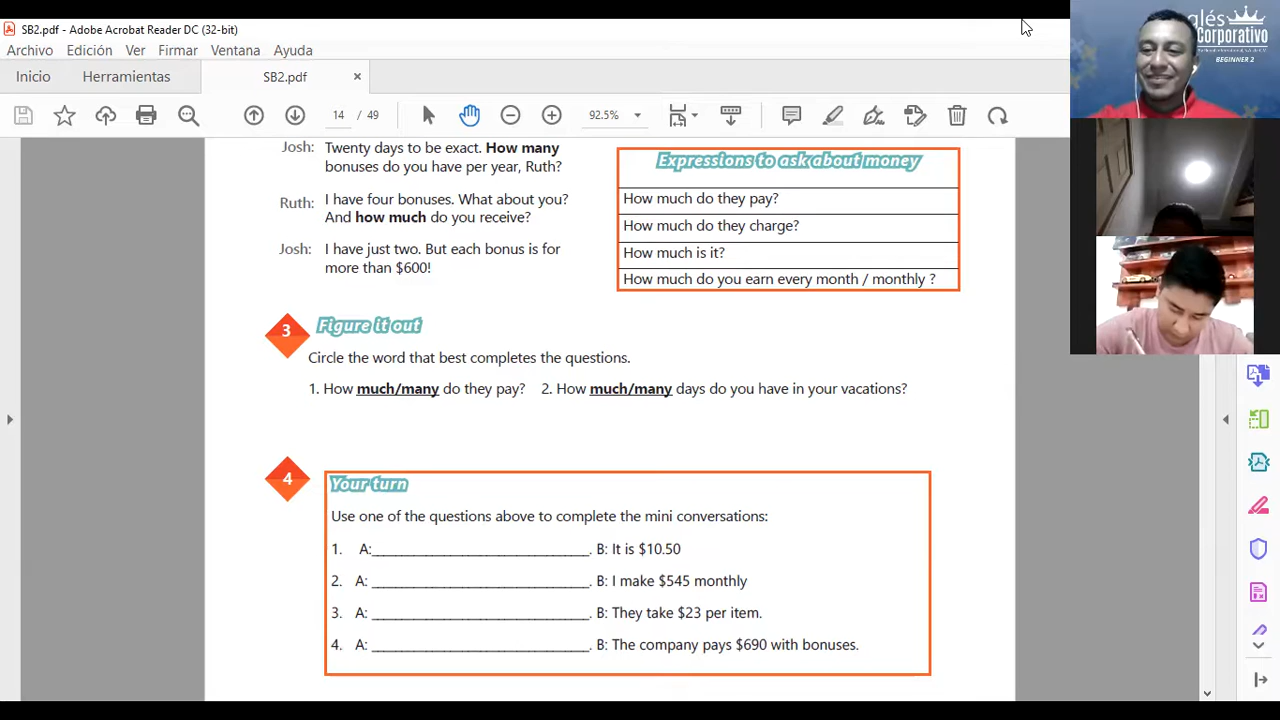 SB2.pdf - Adobe Acrobat Reader DC (32-bit)
Archivo Edición Ver Firmar Ventana Ayuda
Inicio Herramientas SB2.pdf ×
14 / 49 92.5%
Josh: Twenty days to be exact. How many
bonuses do you have per year, Ruth?
Ruth: I have four bonuses. What about you?
And how much do you receive?
Josh: I have just two. But each bonus is for
more than $600!
Expressions to ask about money
How much do they pay?
How much do they charge?
How much is it?
How much do you earn every month / monthly ?
3 Figure it out
Circle the word that best completes the questions.
1. How much/many do they pay? 2. How much/many days do you have in your vacations?
4 Your turn
Use one of the questions above to complete the mini conversations:
1. A:______________________________. B: It is $10.50
2. A: ______________________________. B: I make $545 monthly
3. A: ______________________________. B: They take $23 per item.
4. A: ______________________________. B: The company pays $690 with bonuses.
glés
Corporativo
BEGINNER 2